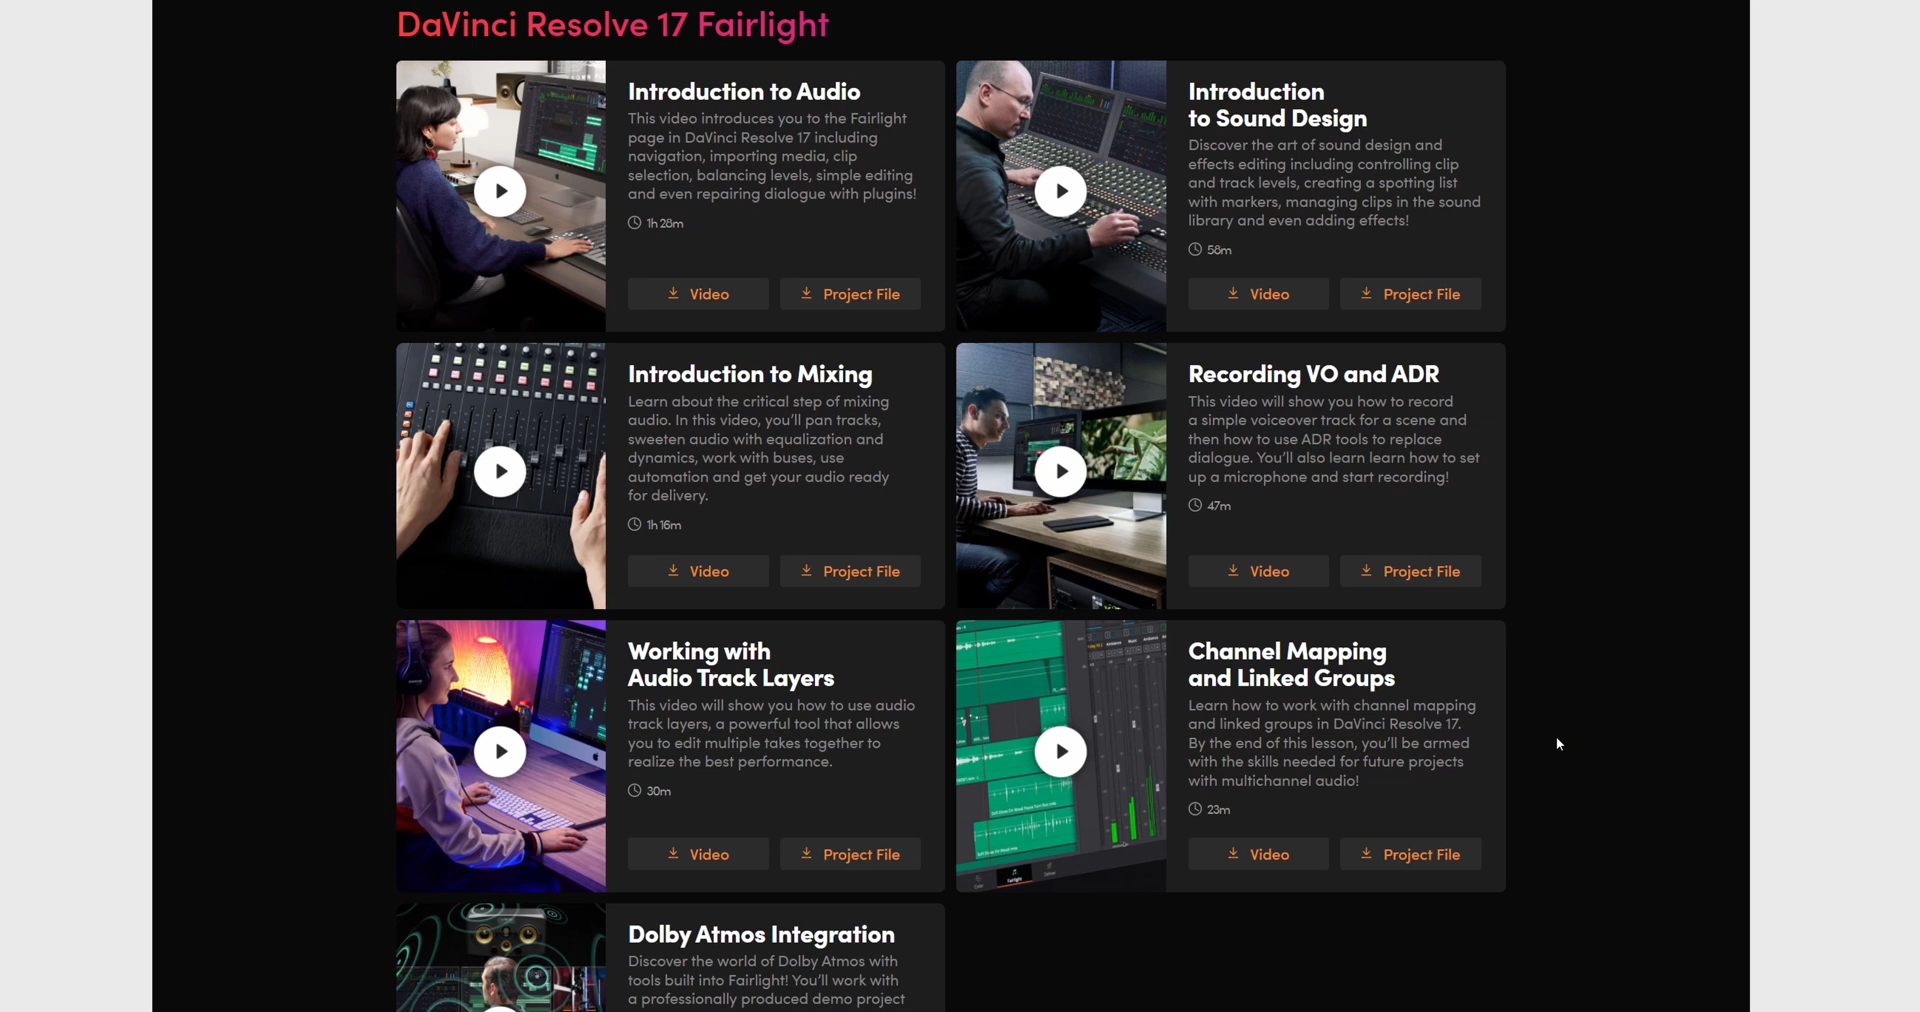 DaVinci Resolve 17 Fairlight
Introduction to Audio
This video introduces you to the Fairlight
page in DaVinci Resolve 17 including
navigation, importing media, clip
selection, balancing levels, simple editing
and even repairing dialogue with plugins!
1h 28m
Video
Project File
Introduction
to Sound Design
Discover the art of sound design and
effects editing including controlling clip
and track levels, creating a spotting list
with markers, managing clips in the sound
library and even adding effects!
58m
Video
Project File
Introduction to Mixing
Learn about the critical step of mixing
audio. In this video, you’ll pan tracks,
sweeten audio with equalization and
dynamics, work with buses, use
automation and get your audio ready
for delivery.
1h 16m
Video
Project File
Recording VO and ADR
This video will show you how to record
a simple voiceover track for a scene and
then how to use ADR tools to replace
dialogue. You’ll also learn learn how to set
up a microphone and start recording!
47m
Video
Project File
Working with
Audio Track Layers
This video will show you how to use audio
track layers, a powerful tool that allows
you to edit multiple takes together to
realize the best performance.
30m
Video
Project File
Channel Mapping
and Linked Groups
Learn how to work with channel mapping
and linked groups in DaVinci Resolve 17.
By the end of this lesson, you’ll be armed
with the skills needed for future projects
with multichannel audio!
23m
Video
Project File
Fairlight
Dolby Atmos Integration
Discover the world of Dolby Atmos with
tools built into Fairlight! You’ll work with
a professionally produced demo project